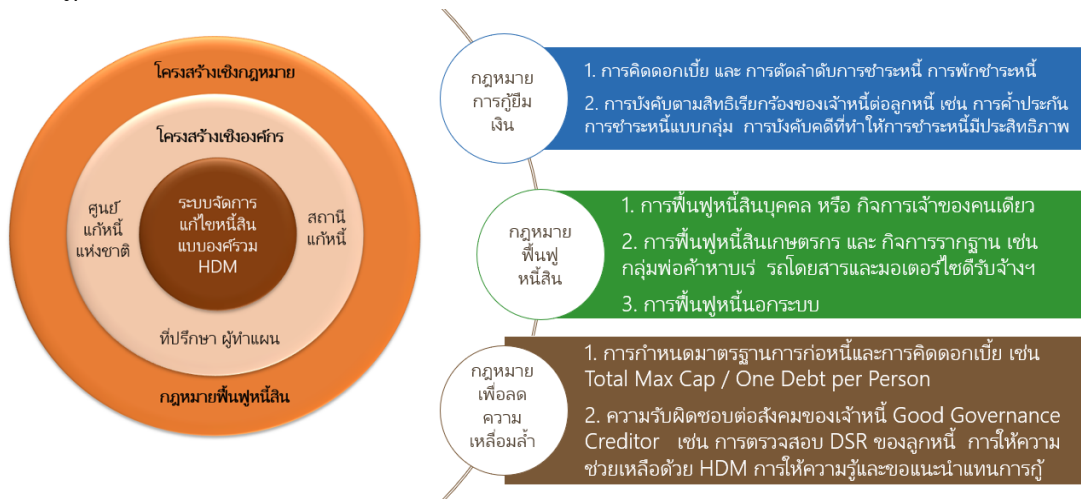 โครงสร้างเชิงกฎหมาย
โครงสร้างเชิงองค์กร
ศูนย์
แก้หนี้
แห่งชาติ
ระบบจัดการ
แก้ไขหนี้สิน
แบบองค์รวม
HDM
สถานี
แก้หนี้
ที่ปรึกษา ผู้ทำแผน
กฎหมายฟื้นฟูหนี้สิน
กฎหมาย
การกู้ยืม
เงิน
1. การคิดดอกเบี้ย และ การตัดลำดับการชำระหนี้ การพักชำระหนี้
2. การบังคับตามสิทธิเรียกร้องของเจ้าหนี้ต่อลูกหนี้ เช่น การค้ำประกัน
การชำระหนี้แบบกลุ่ม การบังคับคดีที่ทำให้การชำระหนี้มีประสิทธิภาพ
กฎหมาย
ฟื้นฟู
หนี้สิน
1. การฟื้นฟูหนี้สินบุคคล หรือ กิจการเจ้าของคนเดียว
2. การฟื้นฟูหนี้สินเกษตรกร และ กิจการรากฐาน เช่น
กลุ่มพ่อค้าหาบเร่ รถโดยสารและมอเตอร์ไซด์รับจ้างฯ
3. การฟื้นฟูหนี้นอกระบบ
กฎหมาย
เพื่อลด
ความ
เหลื่อมล้ำ
1. การกำหนดมาตรฐานการก่อหนี้และการคิดดอกเบี้ย เช่น
Total Max Cap / One Debt per Person
2. ความรับผิดชอบต่อสังคมของเจ้าหนี้ Good Governance
Creditor เช่น การตรวจสอบ DSR ของลูกหนี้ การให้ความ
ช่วยเหลือด้วย HDM การให้ความรู้และขอแนะนำแทนการกู้